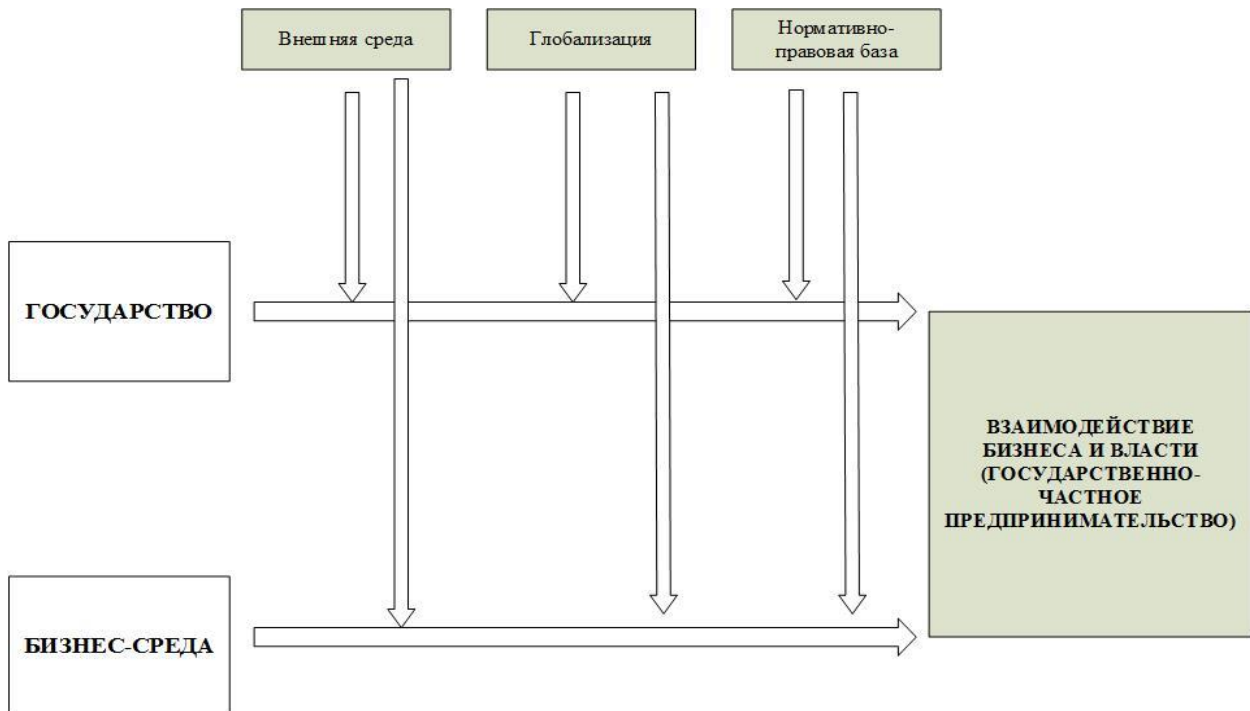 Внешняя среда
Глобализация
Нормативно-
правовая база
ГОСУДАРСТВО
ВЗАИМОДЕЙСТВИЕ
БИЗНЕСА И ВЛАСТИ
(ГОСУДАРСТВЕННО-
ЧАСТНОЕ
ПРЕДПРИНИМАТЕЛЬСТВО)
БИЗНЕС-СРЕДА